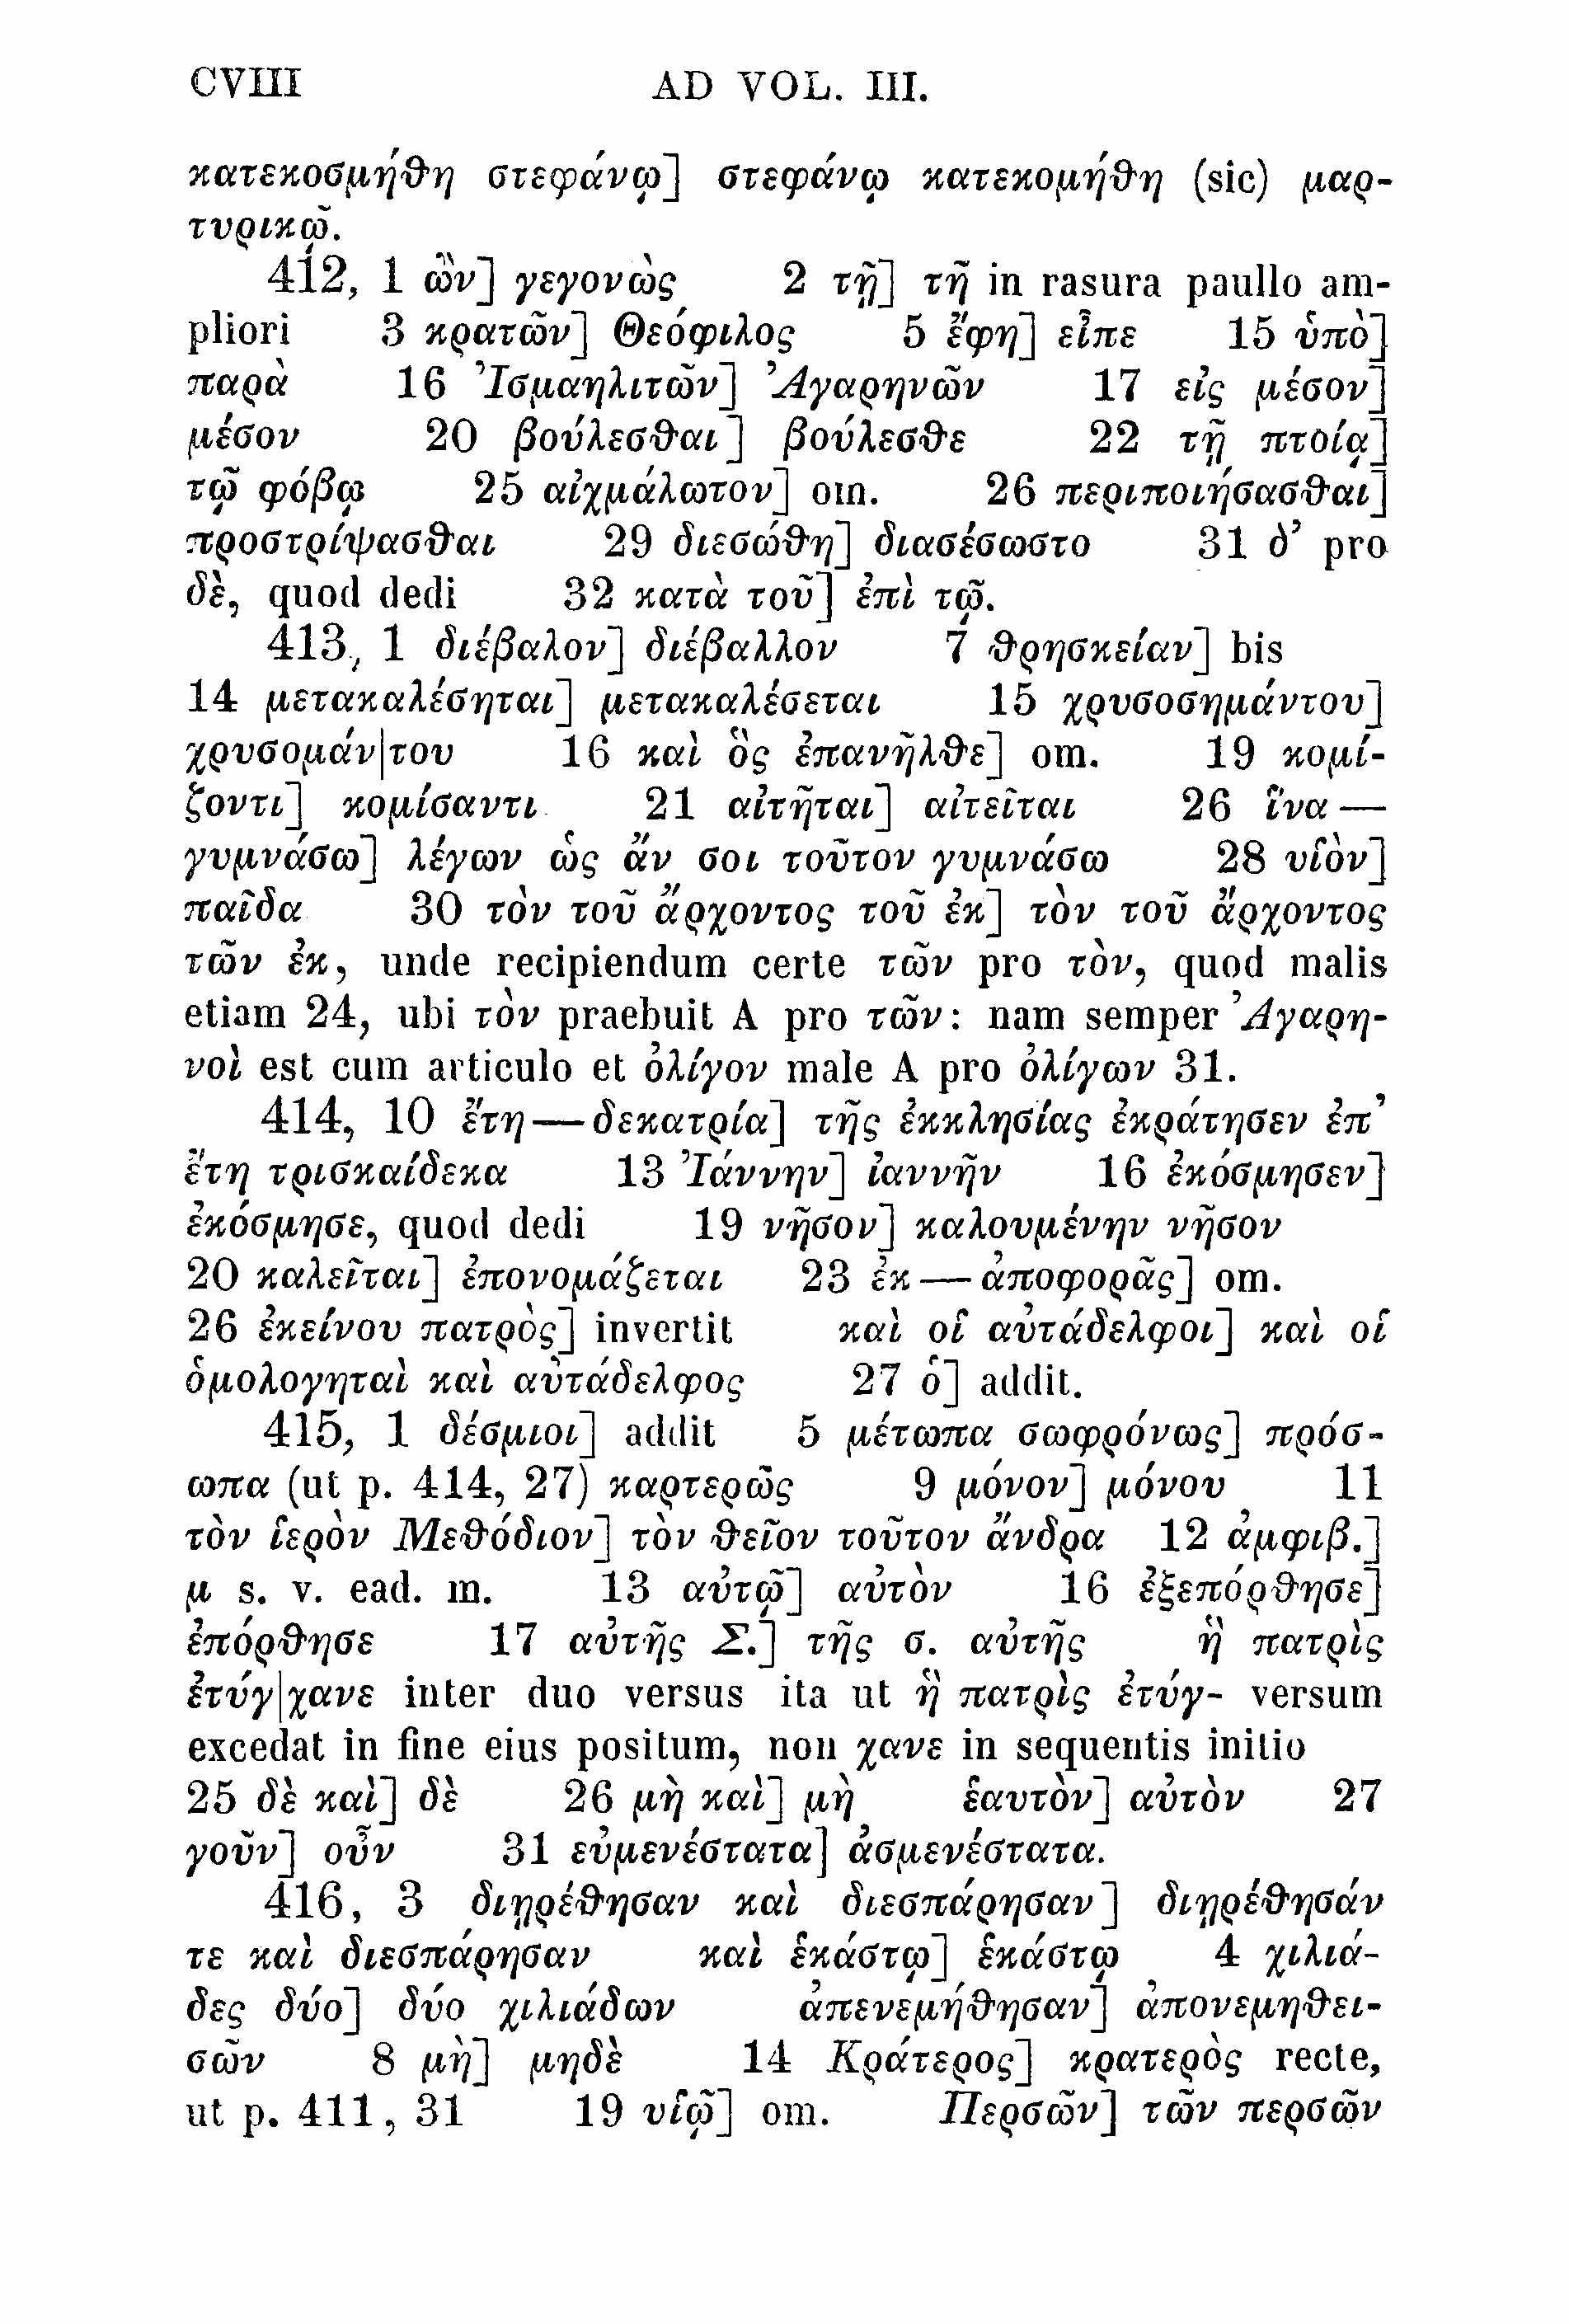 CVIII AD VOL. III.
κατεκοσμήϑη στεφάνῳ] στεφάνῳ κατεκομήϑη (sic) μαρ-
τυρικῷ.
412, 1 ὢν] γεγονὼς 2 τῇ] τῆ in rasura paullo am-
pliori 3 κρατῶν] Θεόφιλος 5 ἔφη] εἶπε 15 ὑπὸ]
παρὰ 16 Ἰσμαηλιτῶν] Ἀγαρηνῶν 17 εἰς μέσον]
μέσον 20 βούλεσϑαι] βούλεσϑε 22 τῇ πτοίᾳ]
τῷ φόβῳ 25 αἰχμάλωτον] om. 26 περιποιήσασϑαι]
προστρίψασϑαι 29 διεσώϑη] διασέσωστο 31 δ’ pro
δὲ, quod dedi 32 κατὰ τοῦ] ἐπὶ τῷ.
413, 1 διέβαλον] διέβαλλον 7 ϑρησκείαν] bis
14 μετακαλέσηται] μετακαλέσεται 15 χρυσοσημάντου]
χρυσομάν|του 16 καὶ ὃς ἐπανῆλϑε] om. 19 κομί-
ζοντι] κομίσαντι 21 αἰτῆται] αἰτεῖται 26 ἵνα —
γυμνάσω] λέγων ὡς ἄν σοι τοῦτον γυμνάσω 28 υἱὸν]
παῖδα 30 τὸν τοῦ ἄρχοντος τοῦ ἐκ] τὸν τοῦ ἄρχοντος
τῶν ἐκ, unde recipiendum certe τῶν pro τὸν, quod malis
etiam 24, ubi τὸν praebuit A pro τῶν: nam semper Ἀγαρη-
νοὶ est cum articulo et ὀλίγον male A pro ὀλίγων 31.
414, 10 ἔτη — δεκατρία] τῆς ἐκκλησίας ἐκράτησεν ἐπ’
ἔτη τρισκαίδεκα 13 Ἰάννην] ἰαννῆν 16 ἐκόσμησεν]
ἐκόσμησε, quod dedi 19 νῆσον] καλουμένην νῆσον
20 καλεῖται] ἐπονομάζεται 23 ἐκ — ἀποφορᾶς] om.
26 ἐκείνου πατρὸς] invertit καὶ οἱ αὐτάδελφοι] καὶ οἱ
ὁμολογηταὶ καὶ αὐτάδελφος 27 ὁ] addit.
415, 1 δέσμιοι] addit 5 μέτωπα σωφρόνως] πρόσ-
ωπα (ut p. 414, 27) καρτερῶς 9 μόνον] μόνου 11
τὸν ἱερὸν Μεϑόδιον] τὸν ϑεῖον τοῦτον ἄνδρα 12 ἀμφιβ.]
μ s. v. ead. m. 13 αὐτῷ] αὐτὸν 16 ἐξεπόρϑησε]
ἐπόρϑησε 17 αὐτῆς Σ.] τῆς σ. αὐτῆς ἣ πατρὶς
ἐτύγ|χανε inter duo versus ita ut ἣ πατρὶς ἐτύγ- versum
excedat in fine eius positum, non χανε in sequentis initio
25 δὲ καὶ] δὲ 26 μὴ καὶ] μὴ ἑαυτὸν] αὐτὸν 27
γοῦν] οὖν 31 εὐμενέστατα] ἀσμενέστατα.
416, 3 διῃρέϑησαν καὶ διεσπάρησαν] διῃρέϑησάν
τε καὶ διεσπάρησαν καὶ ἑκάστῳ] ἑκάστῳ 4 χιλιά-
δες δύο] δύο χιλιάδων ἀπενεμήϑησαν] ἀπονεμηϑει-
σῶν 8 μὴ] μηδὲ 14 Κράτερος] κρατερὸς recte,
ut p. 411, 31 19 υἱῷ] om. Περσῶν] τῶν περσῶν